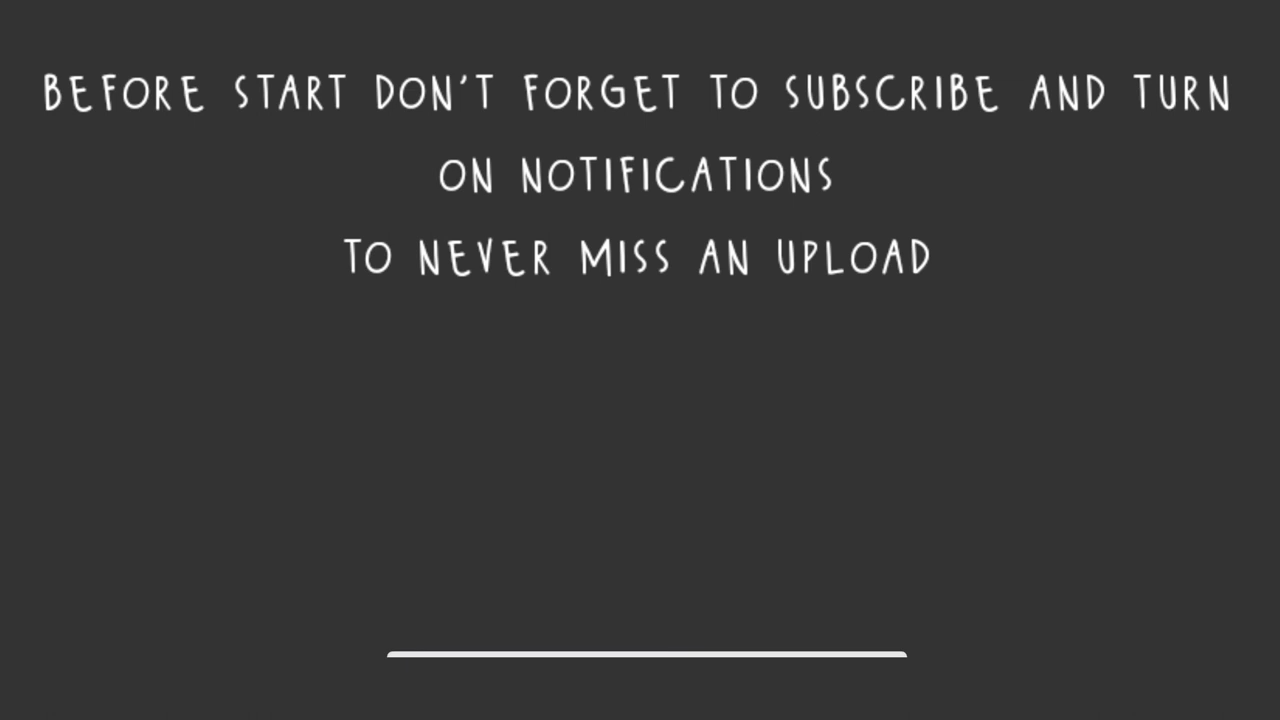 BEFORE START DON'T FORGET TO SUBSCRIBE AND TURN
ON NOTIFICATIONS
TO NEVER MISS AN UPLOAD